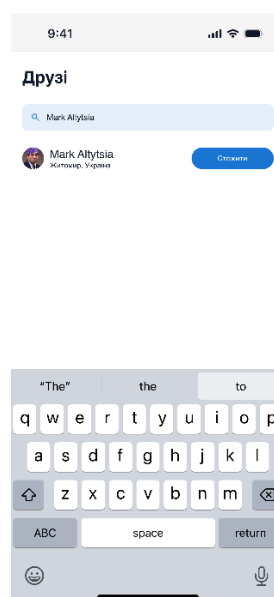 9:41
Друзі
Mark Altytsia
Mark Altytsia
Житомир, Україна
Стежити
"The"
the
to
q w e r t y u i o p
a s d f g h j k l
z x c v b n m
ABC
space
return